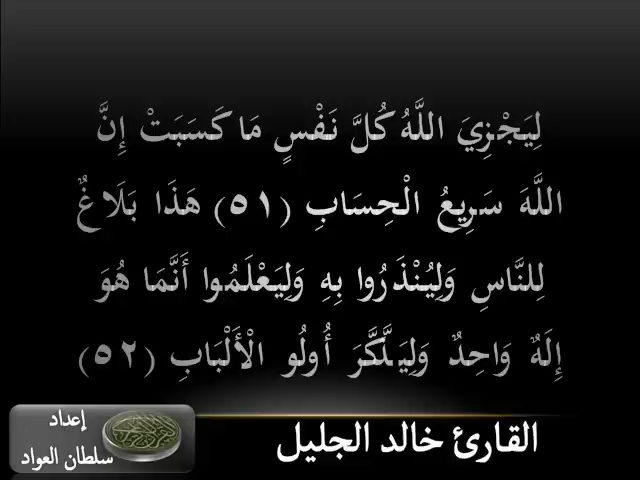 لِيَجْزِيَ اللَّهُ كُلَّ نَفْسٍ مَا كَسَبَتْ إِنَّ
اللَّهَ سَرِيعُ الْحِسَابِ (٥١) هَذَا بَلَاغٌ
لِلنَّاسِ وَلِيُنْذَرُوا بِهِ وَلِيَعْلَمُوا أَنَّمَا هُوَ
إِلَهٌ وَاحِدٌ وَلِيَذَّكَّرَ أُولُو الْأَلْبَابِ (٥٢)
القارئ خالد الجليل
إعداد
سلطان العواد